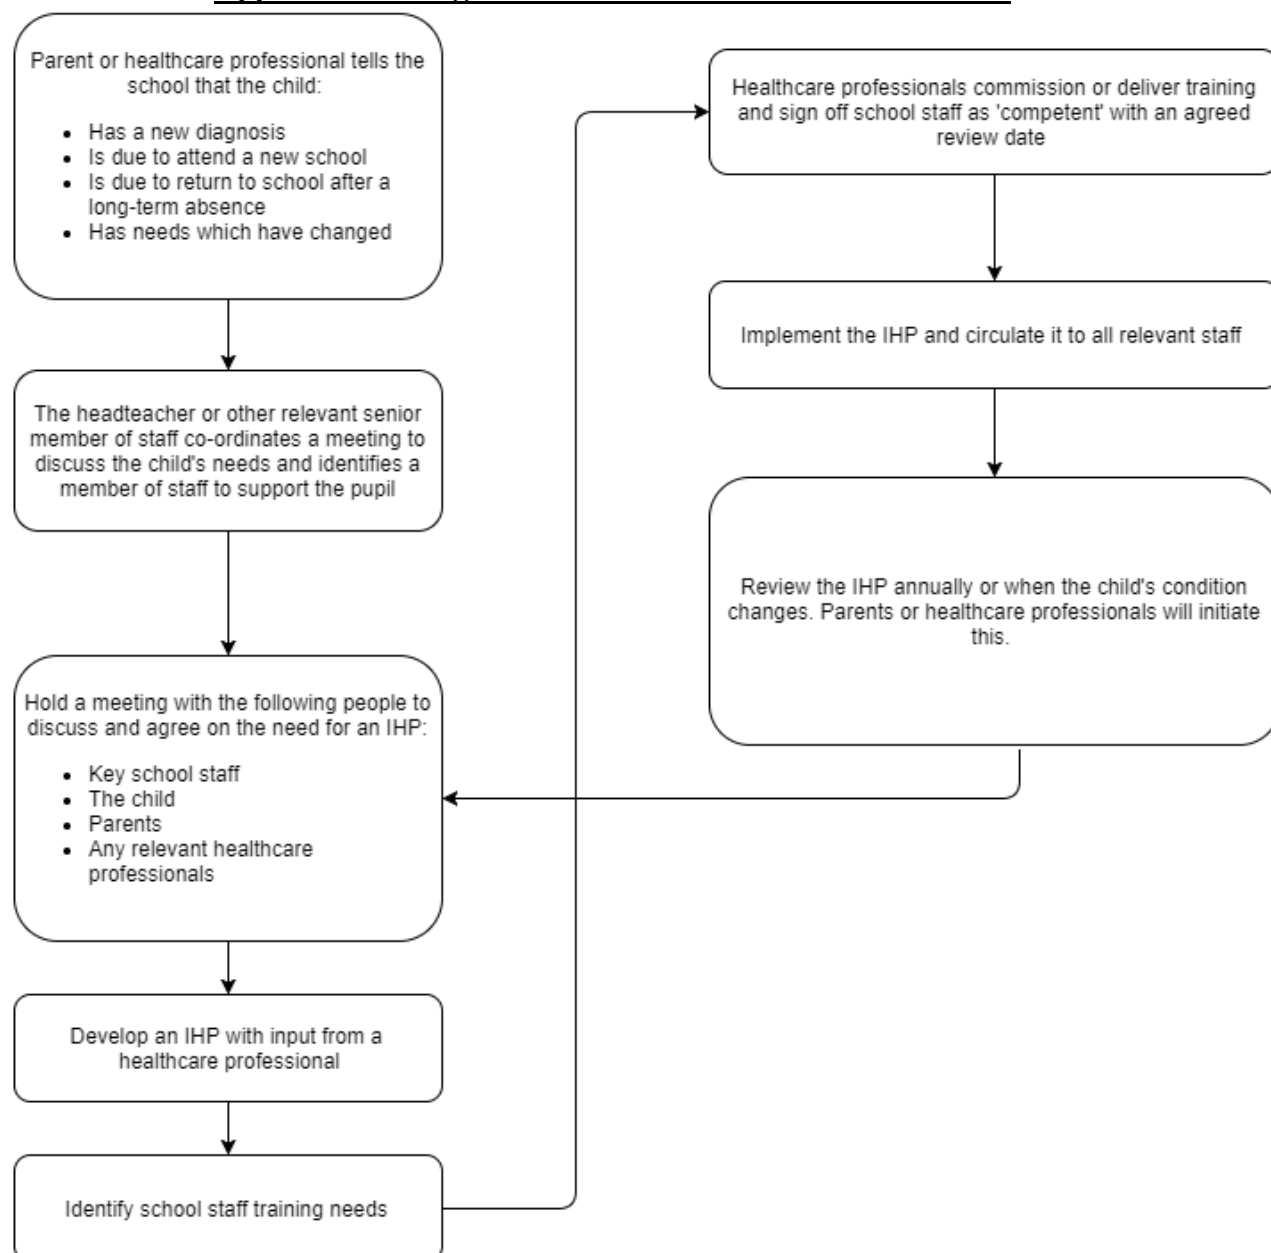 Parent or healthcare professional tells the
school that the child:
• Has a new diagnosis
• Is due to attend a new school
• Is due to return to school after a
long-term absence
• Has needs which have changed
The headteacher or other relevant senior
member of staff co-ordinates a meeting to
discuss the child's needs and identifies a
member of staff to support the pupil
Hold a meeting with the following people to
discuss and agree on the need for an IHP:
• Key school staff
• The child
• Parents
• Any relevant healthcare
professionals
Develop an IHP with input from a
healthcare professional
Identify school staff training needs
Healthcare professionals commission or deliver training
and sign off school staff as 'competent' with an agreed
review date
Implement the IHP and circulate it to all relevant staff
Review the IHP annually or when the child's condition
changes. Parents or healthcare professionals will initiate
this.